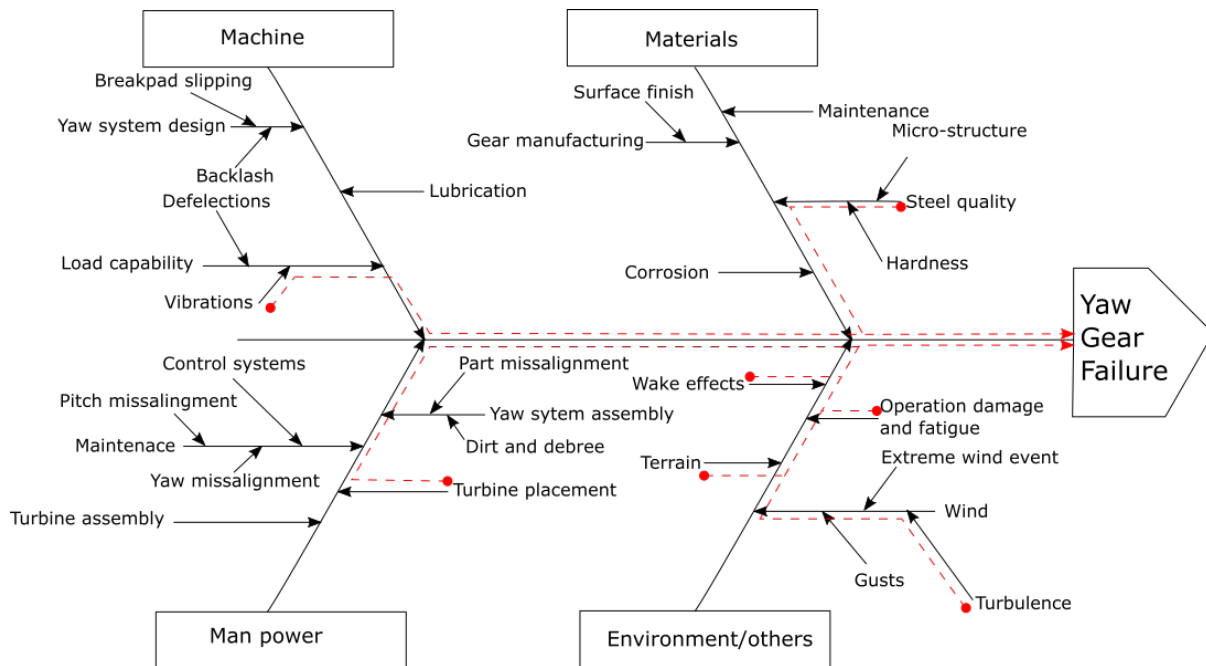 Machine
Materials
Breakpad slipping
Yaw system design
Backlash
Defelections
Lubrication
Load capability
Vibrations
Surface finish
Gear manufacturing
Maintenance
Micro-structure
Steel quality
Hardness
Corrosion
Yaw
Gear
Failure
Control systems
Pitch missalingment
Maintenace
Yaw missalignment
Turbine assembly
Part missalignment
Yaw sytem assembly
Dirt and debree
Turbine placement
Wake effects
Operation damage
and fatigue
Terrain
Extreme wind event
Wind
Gusts
Turbulence
Man power
Environment/others